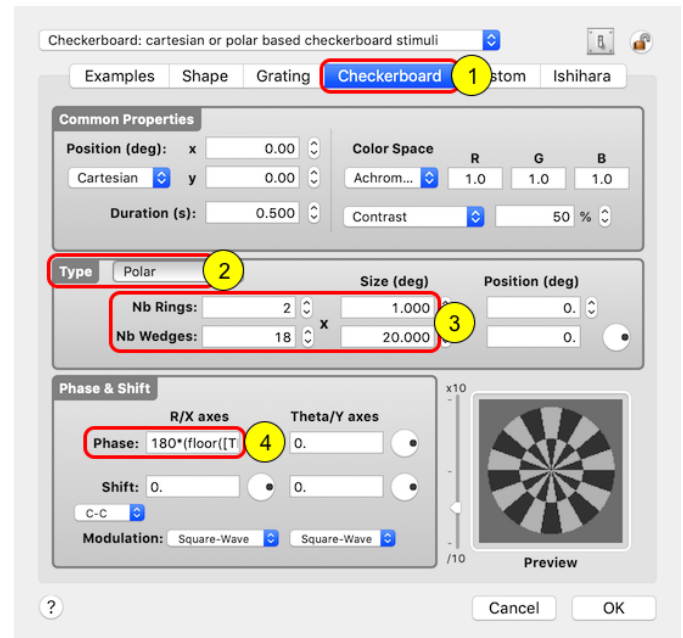 Checkerboard: cartesian or polar based checkerboard stimuli
Examples Shape Grating Checkerboard 1 stom Ishihara
Common Properties
Position (deg): x 0.00 Color Space R G B
Cartesian y 0.00 Achrom... 1.0 1.0 1.0
Duration (s): 0.500 Contrast 50 %
Type Polar 2
Size (deg) Position (deg)
Nb Rings: 2 x 1.000 3 0.
Nb Wedges: 18 20.000 0.
Phase & Shift
R/X axes Theta/Y axes
Phase: 180*(floor([T 4 0.
Shift: 0. 0.
C-C
Modulation: Square-Wave Square-Wave
x10
/10
Preview
? Cancel OK